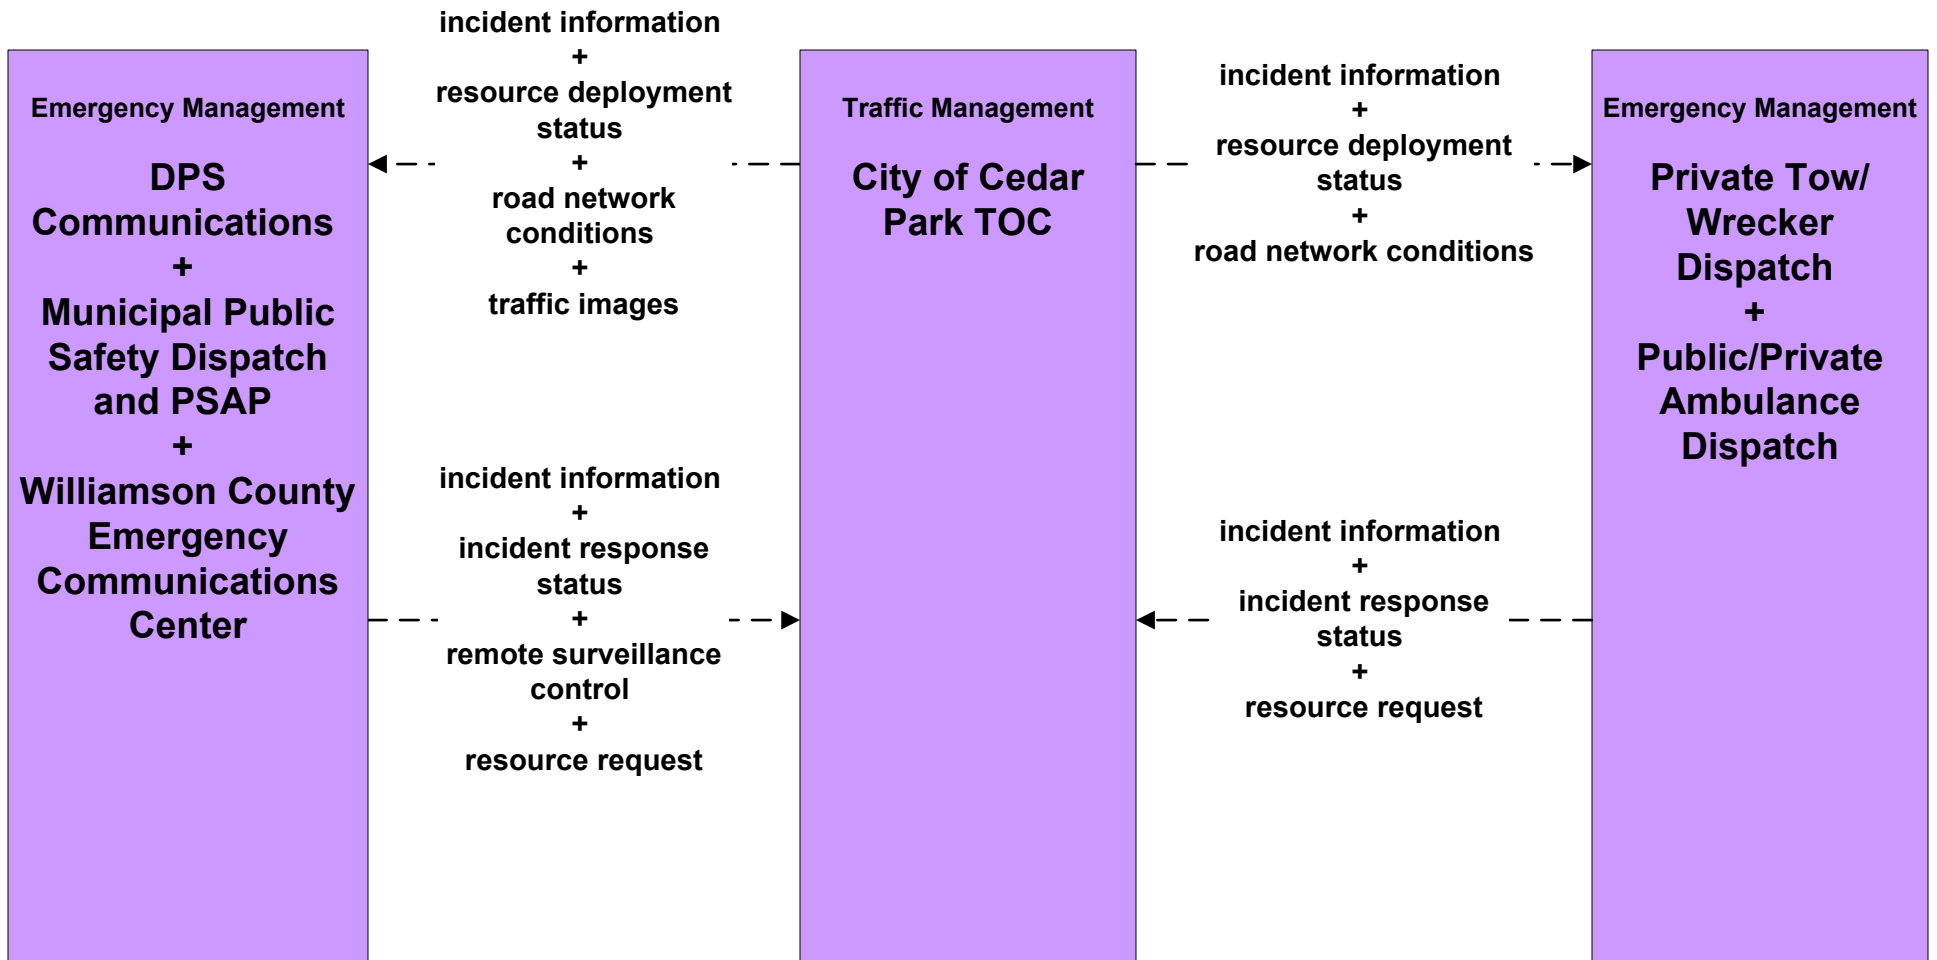 Emergency Management
DPS
Communications
+
Municipal Public
Safety Dispatch
and PSAP
+
Williamson County
Emergency
Communications
Center
incident information
+
resource deployment
status
+
road network
conditions
+
traffic images
incident information
+
incident response
status
+
remote surveillance
control
+
resource request
Traffic Management
City of Cedar
Park TOC
incident information
+
resource deployment
status
+
road network conditions
incident information
+
incident response
status
+
resource request
Emergency Management
Private Tow/
Wrecker
Dispatch
+
Public/Private
Ambulance
Dispatch